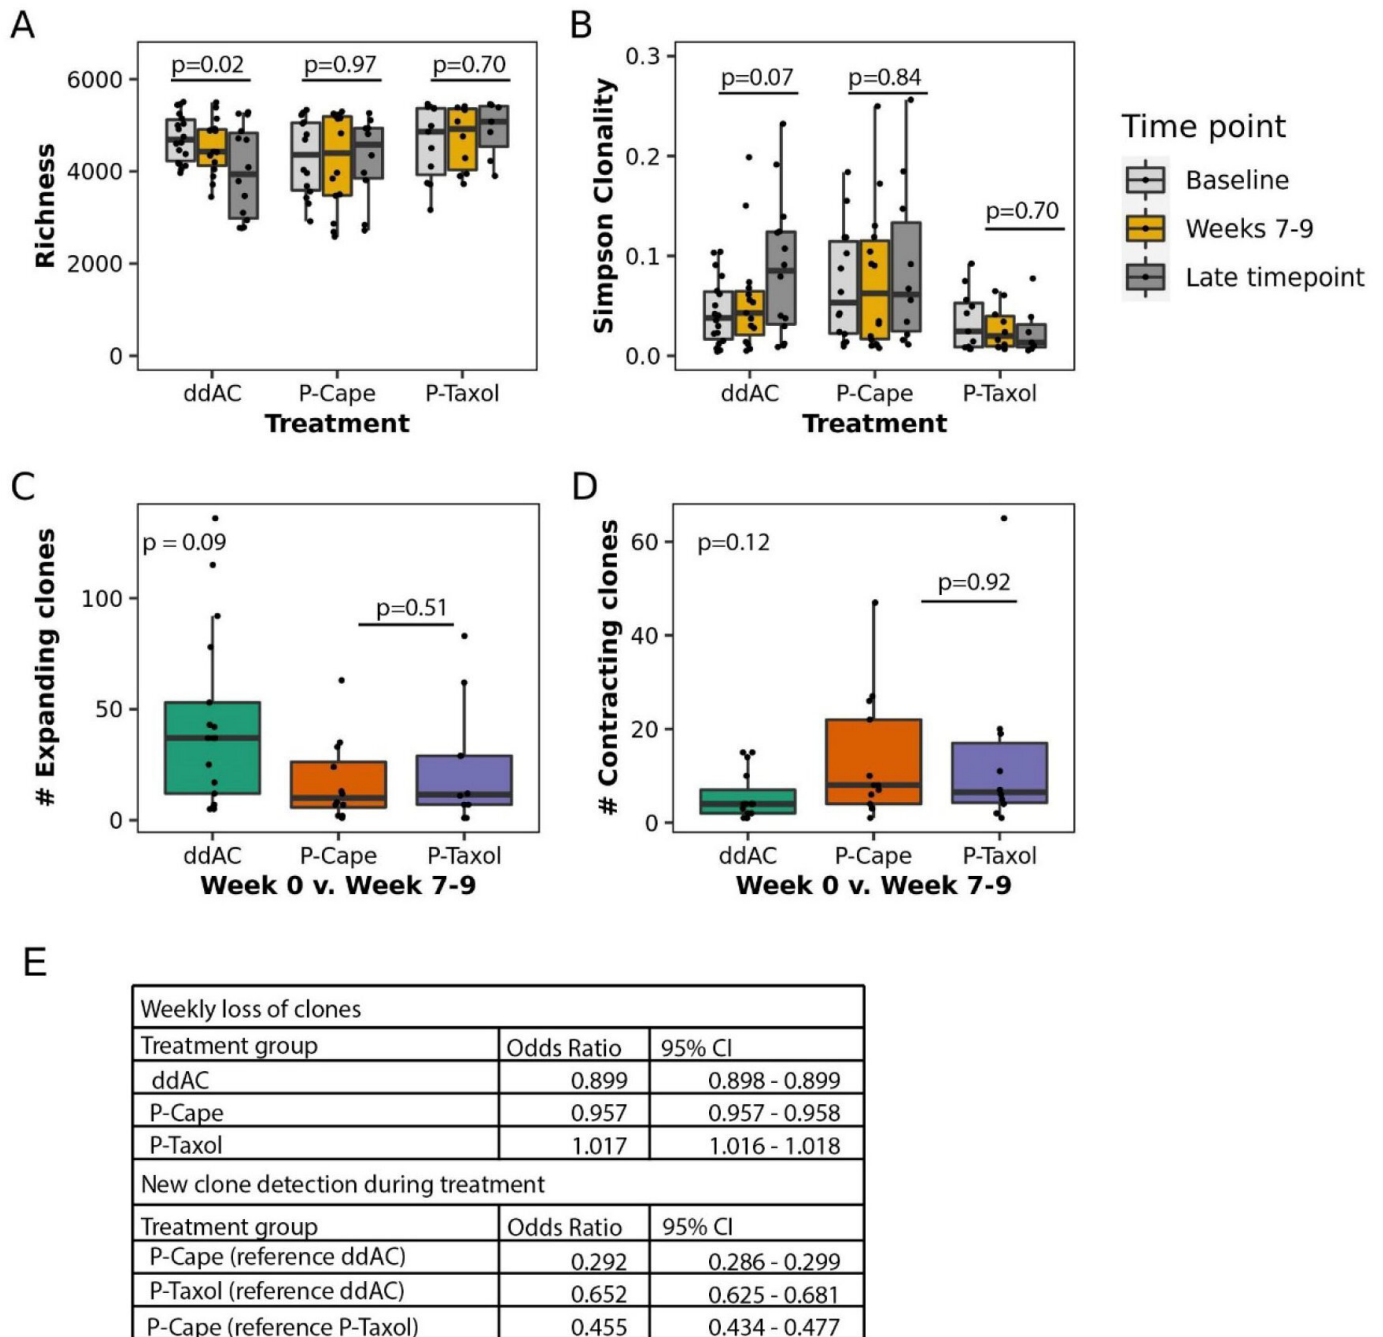 A
Richness
6000
4000
2000
0
p=0.02
p=0.97
p=0.70
ddAC
P-Cape
P-Taxol
Treatment
B
Simpson Clonality
0.3
0.2
0.1
0.0
p=0.07
p=0.84
p=0.70
ddAC
P-Cape
P-Taxol
Treatment
Time point
Baseline
Weeks 7-9
Late timepoint
C
# Expanding clones
100
50
0
p = 0.09
p=0.51
ddAC
P-Cape
P-Taxol
Week 0 v. Week 7-9
D
# Contracting clones
60
40
20
0
p=0.12
p=0.92
ddAC
P-Cape
P-Taxol
Week 0 v. Week 7-9
E
Weekly loss of clones
Treatment group Odds Ratio 95% CI
ddAC 0.899 0.898 - 0.899
P-Cape 0.957 0.957 - 0.958
P-Taxol 1.017 1.016 - 1.018
New clone detection during treatment
Treatment group Odds Ratio 95% CI
P-Cape (reference ddAC) 0.292 0.286 - 0.299
P-Taxol (reference ddAC) 0.652 0.625 - 0.681
P-Cape (reference P-Taxol) 0.455 0.434 - 0.477